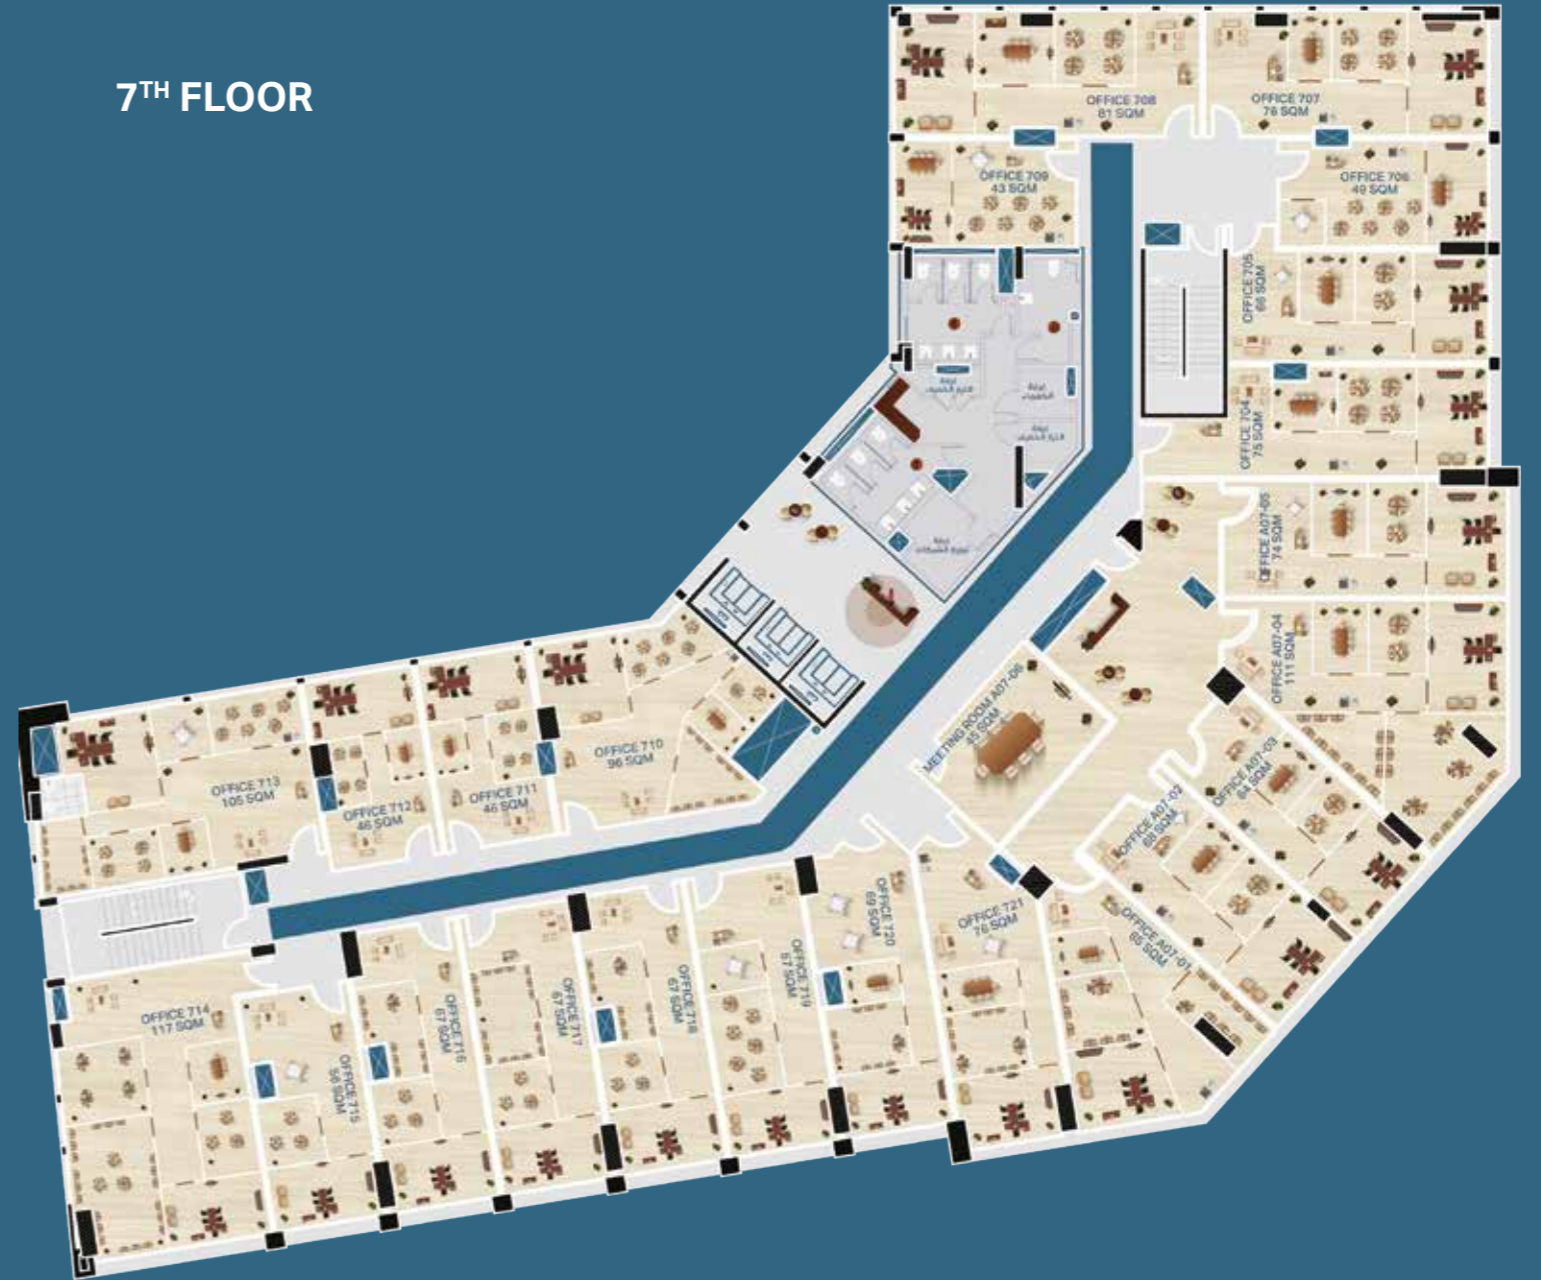 7TH FLOOR
OFFICE 708
81 SQM
OFFICE 707
76 SQM
OFFICE 709
43 SQM
OFFICE 706
49 SQM
OFFICE 705
66 SQM
OFFICE 704
75 SQM
OFFICE A07-05
74 SQM
OFFICE A07-04
111 SQM
MEETING ROOM A07-06
45 SQM
OFFICE A07-03
64 SQM
OFFICE A07-02
68 SQM
OFFICE A07-01
85 SQM
OFFICE 710
96 SQM
OFFICE 711
46 SQM
OFFICE 712
46 SQM
OFFICE 713
105 SQM
OFFICE 714
117 SQM
OFFICE 715
56 SQM
OFFICE 716
67 SQM
OFFICE 717
67 SQM
OFFICE 718
67 SQM
OFFICE 719
67 SQM
OFFICE 720
69 SQM
OFFICE 721
76 SQM